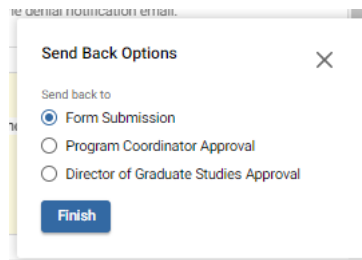 ne denial notification email.
Send Back Options
Send back to
Form Submission
Program Coordinator Approval
Director of Graduate Studies Approval
Finish